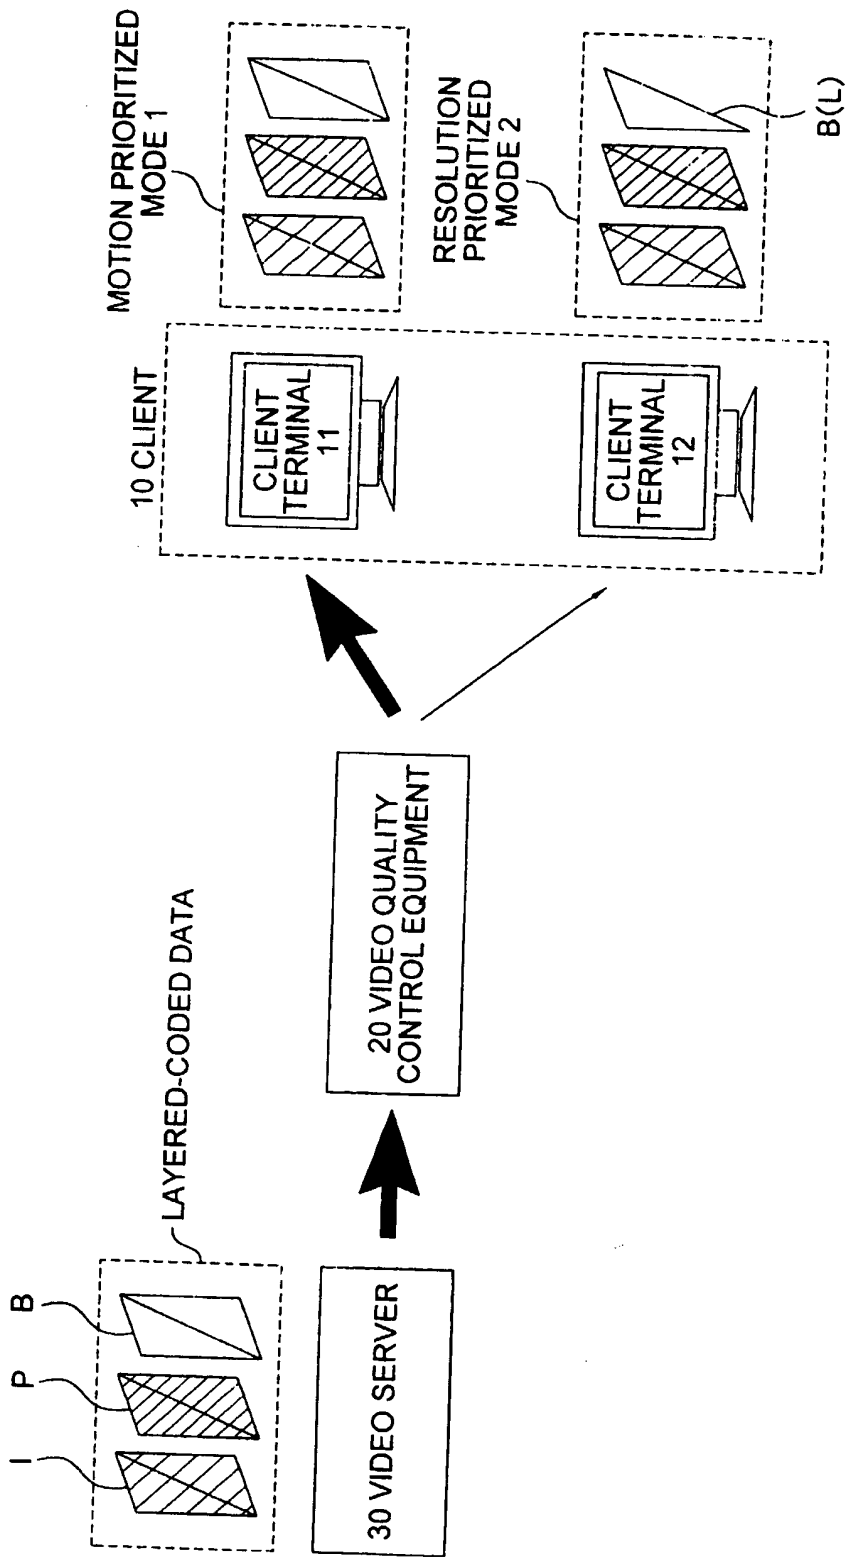 I
P
B
LAYERED-CODED DATA
30 VIDEO SERVER
20 VIDEO QUALITY
CONTROL EQUIPMENT
10 CLIENT
CLIENT
TERMINAL
11
CLIENT
TERMINAL
12
MOTION PRIORITIZED
MODE 1
RESOLUTION
PRIORITIZED
MODE 2
B(L)